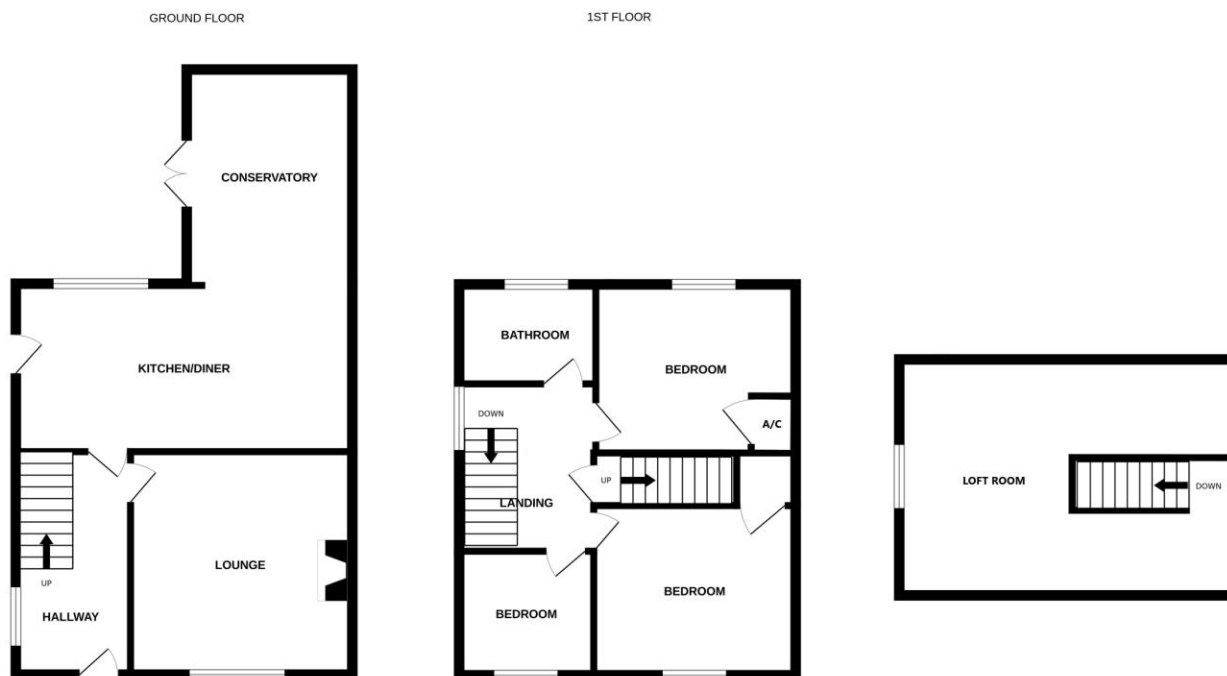 GROUND FLOOR
CONSERVATORY
KITCHEN/DINER
LOUNGE
UP
HALLWAY
1ST FLOOR
BATHROOM
BEDROOM
DOWN
A/C
UP
LANDING
BEDROOM
BEDROOM
LOFT ROOM
DOWN